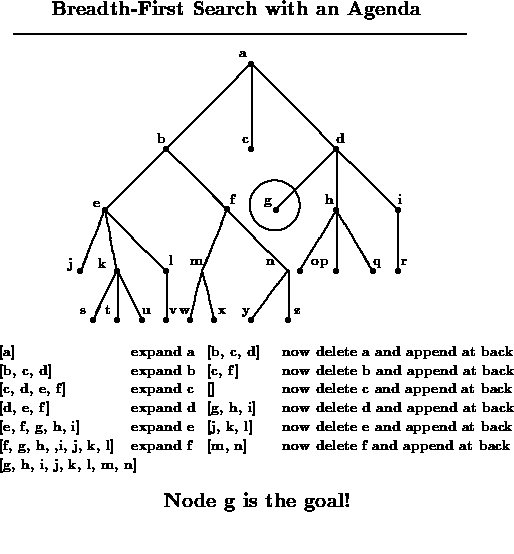 Breadth-First Search with an Agenda
a
b c d
e f g h i
j k l m n o p q r
s t u v w x y z
[a] expand a [b, c, d] now delete a and append at back
[b, c, d] expand b [c, f] now delete b and append at back
[c, d, e, f] expand c [] now delete c and append at back
[d, e, f] expand d [g, h, i] now delete d and append at back
[e, f, g, h, i] expand e [j, k, l] now delete e and append at back
[f, g, h, ,i, j, k, l] expand f [m, n] now delete f and append at back
[g, h, i, j, k, l, m, n]
Node g is the goal!